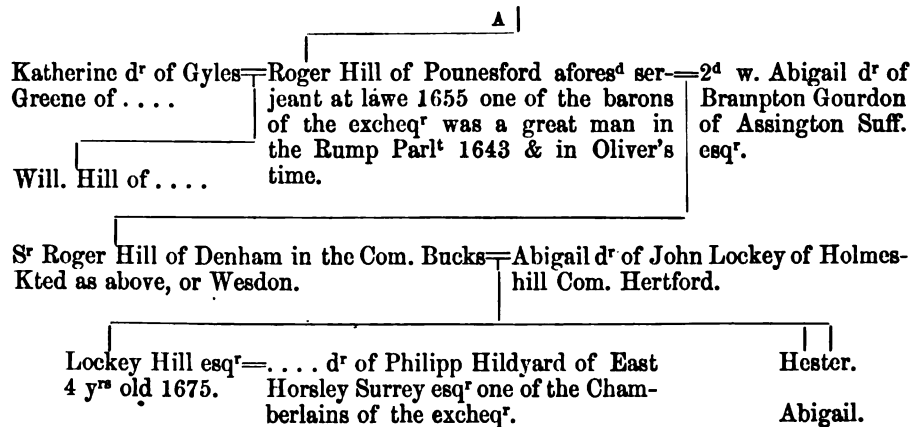 A
Katherine dʳ of Gyles
Greene of . . . .
Roger Hill of Pounesford aforesᵈ ser-
jeant at lawe 1655 one of the barons
of the excheqʳ was a great man in
the Rump Parlᵗ 1643 & in Oliver's
time.
2ᵈ w. Abigail dʳ of
Brampton Gourdon
of Assington Suff.
esqʳ.
Will. Hill of . . . .
Sʳ Roger Hill of Denham in the Com. Bucks
Kted as above, or Wesdon.
Abigail dʳ of John Lockey of Holmes-
hill Com. Hertford.
Lockey Hill esqʳ
4 yʳˢ old 1675.
. . . . dʳ of Philipp Hildyard of East
Horsley Surrey esqʳ one of the Cham-
berlains of the excheqʳ.
Hester.
Abigail.